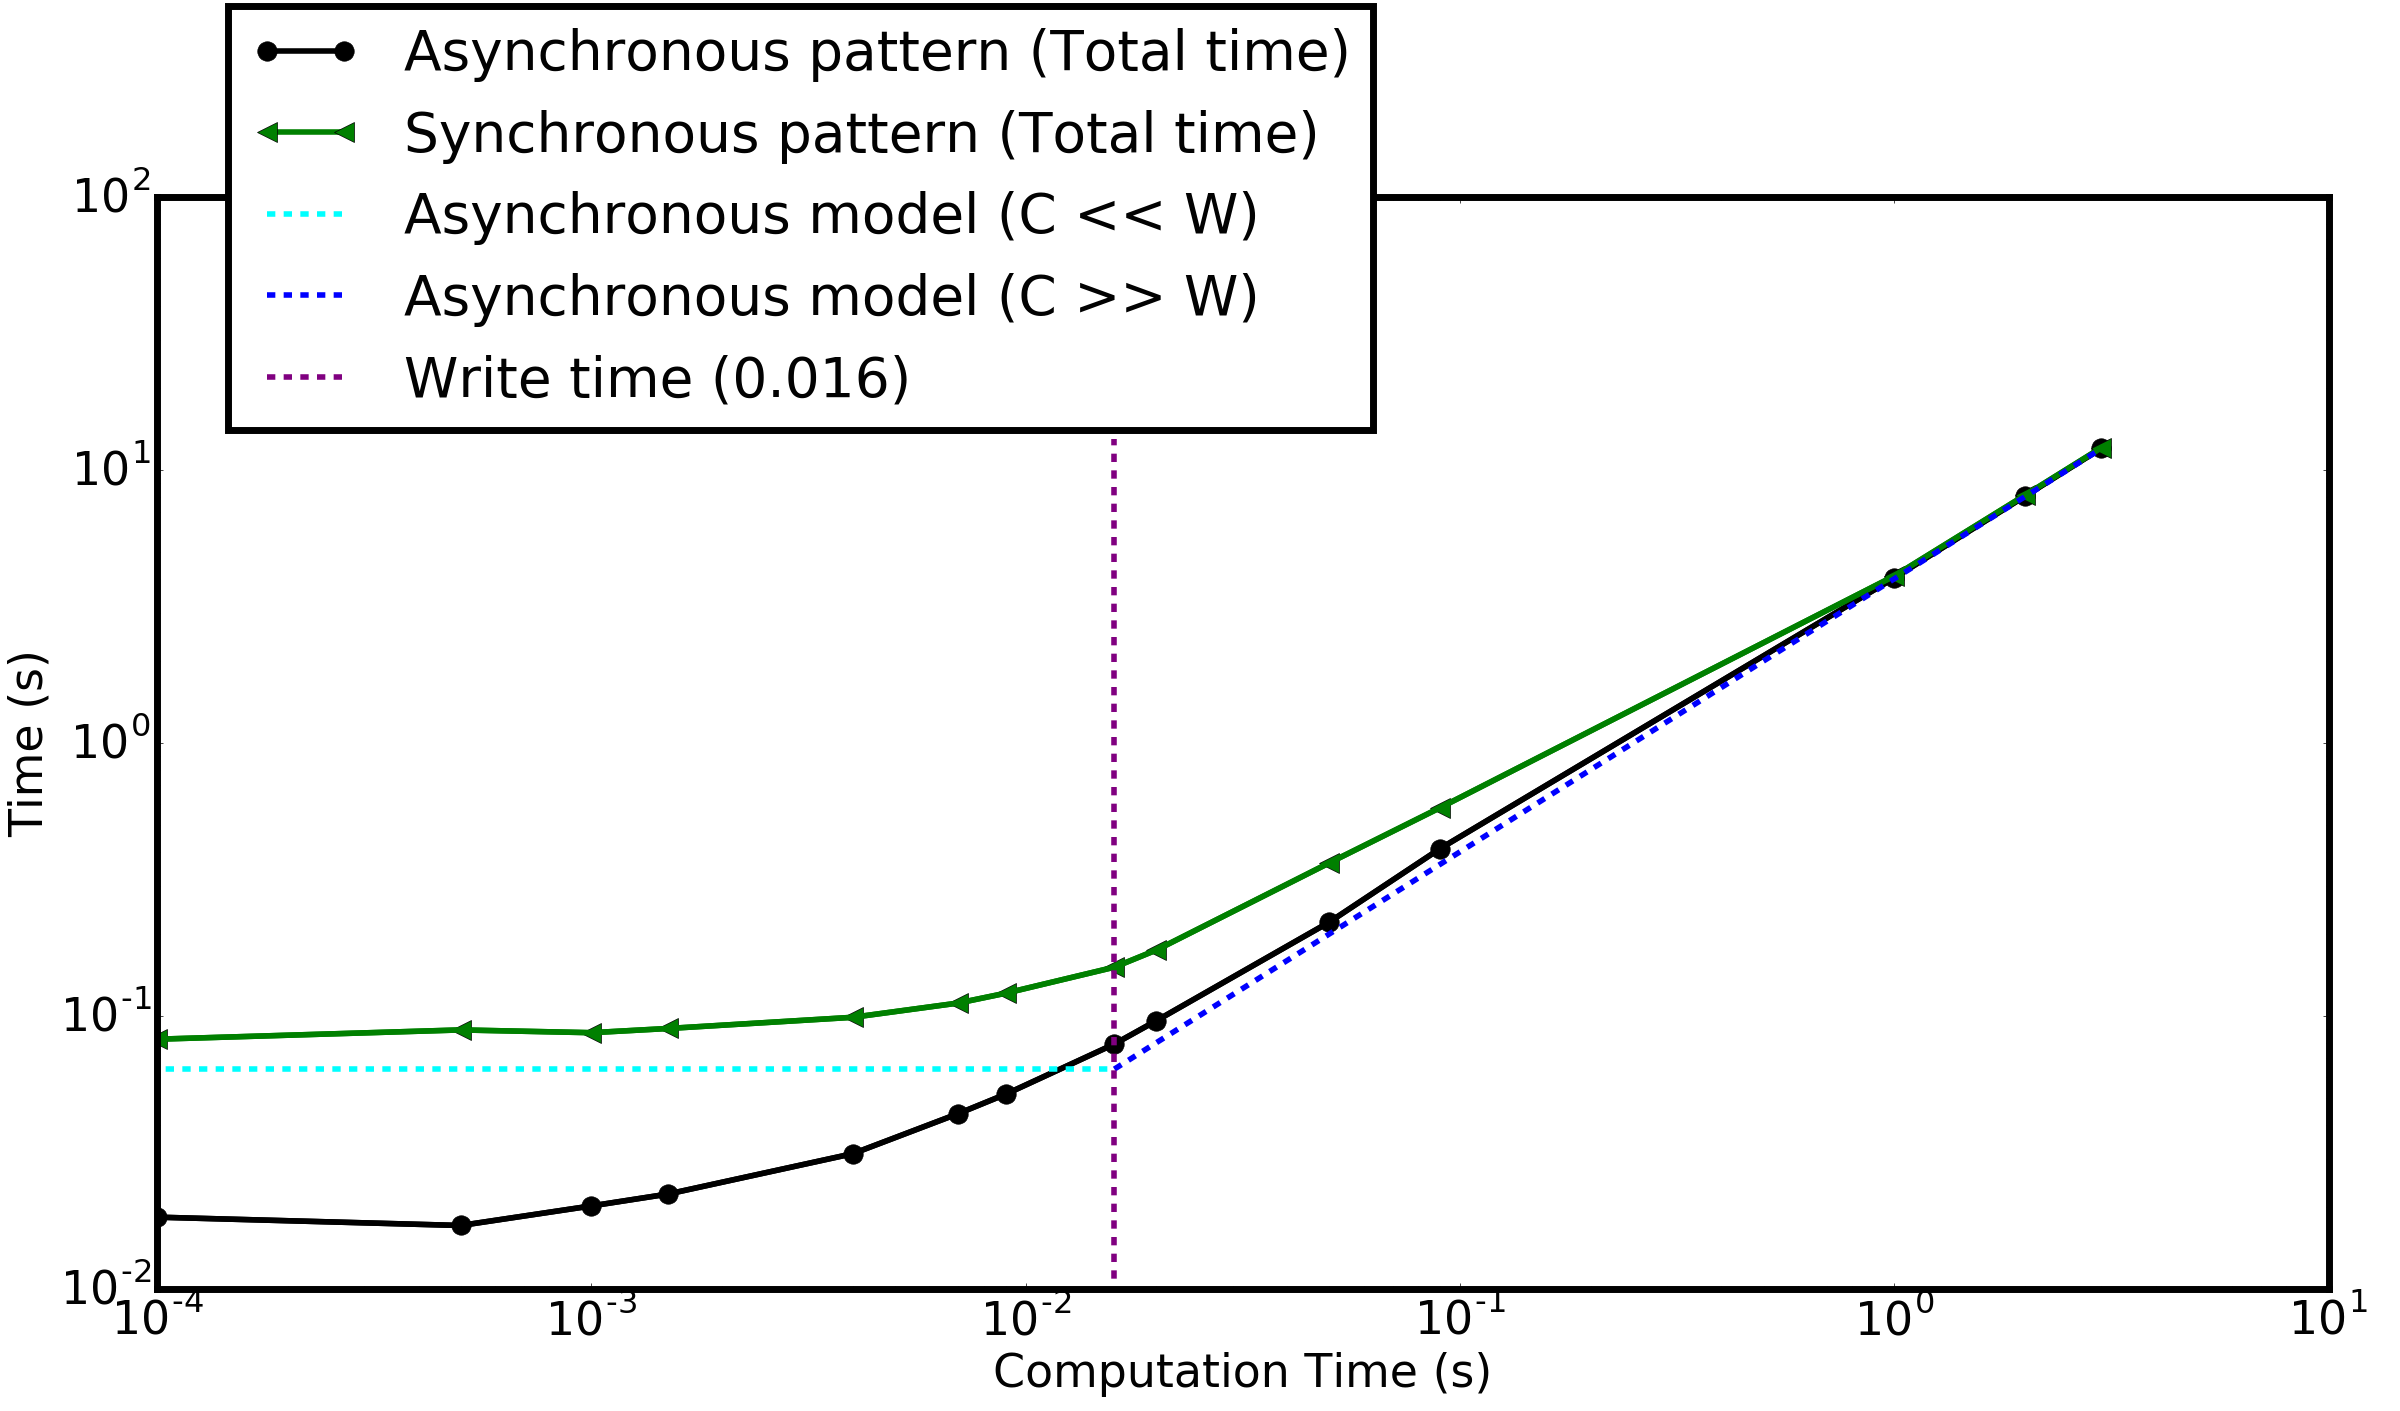 Asynchronous pattern (Total time)
Synchronous pattern (Total time)
Asynchronous model (C << W)
Asynchronous model (C >> W)
Write time (0.016)
10²
10¹
10⁰
10⁻¹
10⁻²
Time (s)
10⁻⁴ 10⁻³ 10⁻² 10⁻¹ 10⁰ 10¹
Computation Time (s)